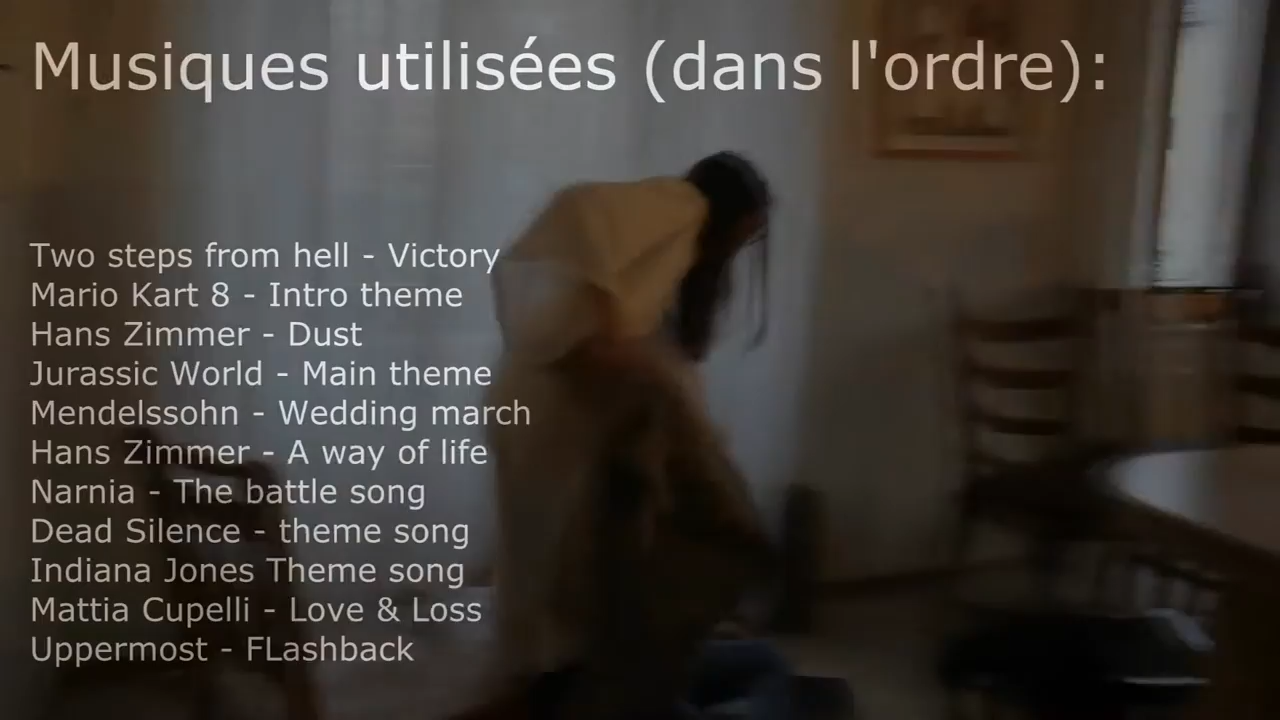 Musiques utilisées (dans l'ordre):
Two steps from hell - Victory
Mario Kart 8 - Intro theme
Hans Zimmer - Dust
Jurassic World - Main theme
Mendelssohn - Wedding march
Hans Zimmer - A way of life
Narnia - The battle song
Dead Silence - theme song
Indiana Jones Theme song
Mattia Cupelli - Love & Loss
Uppermost - FLashback